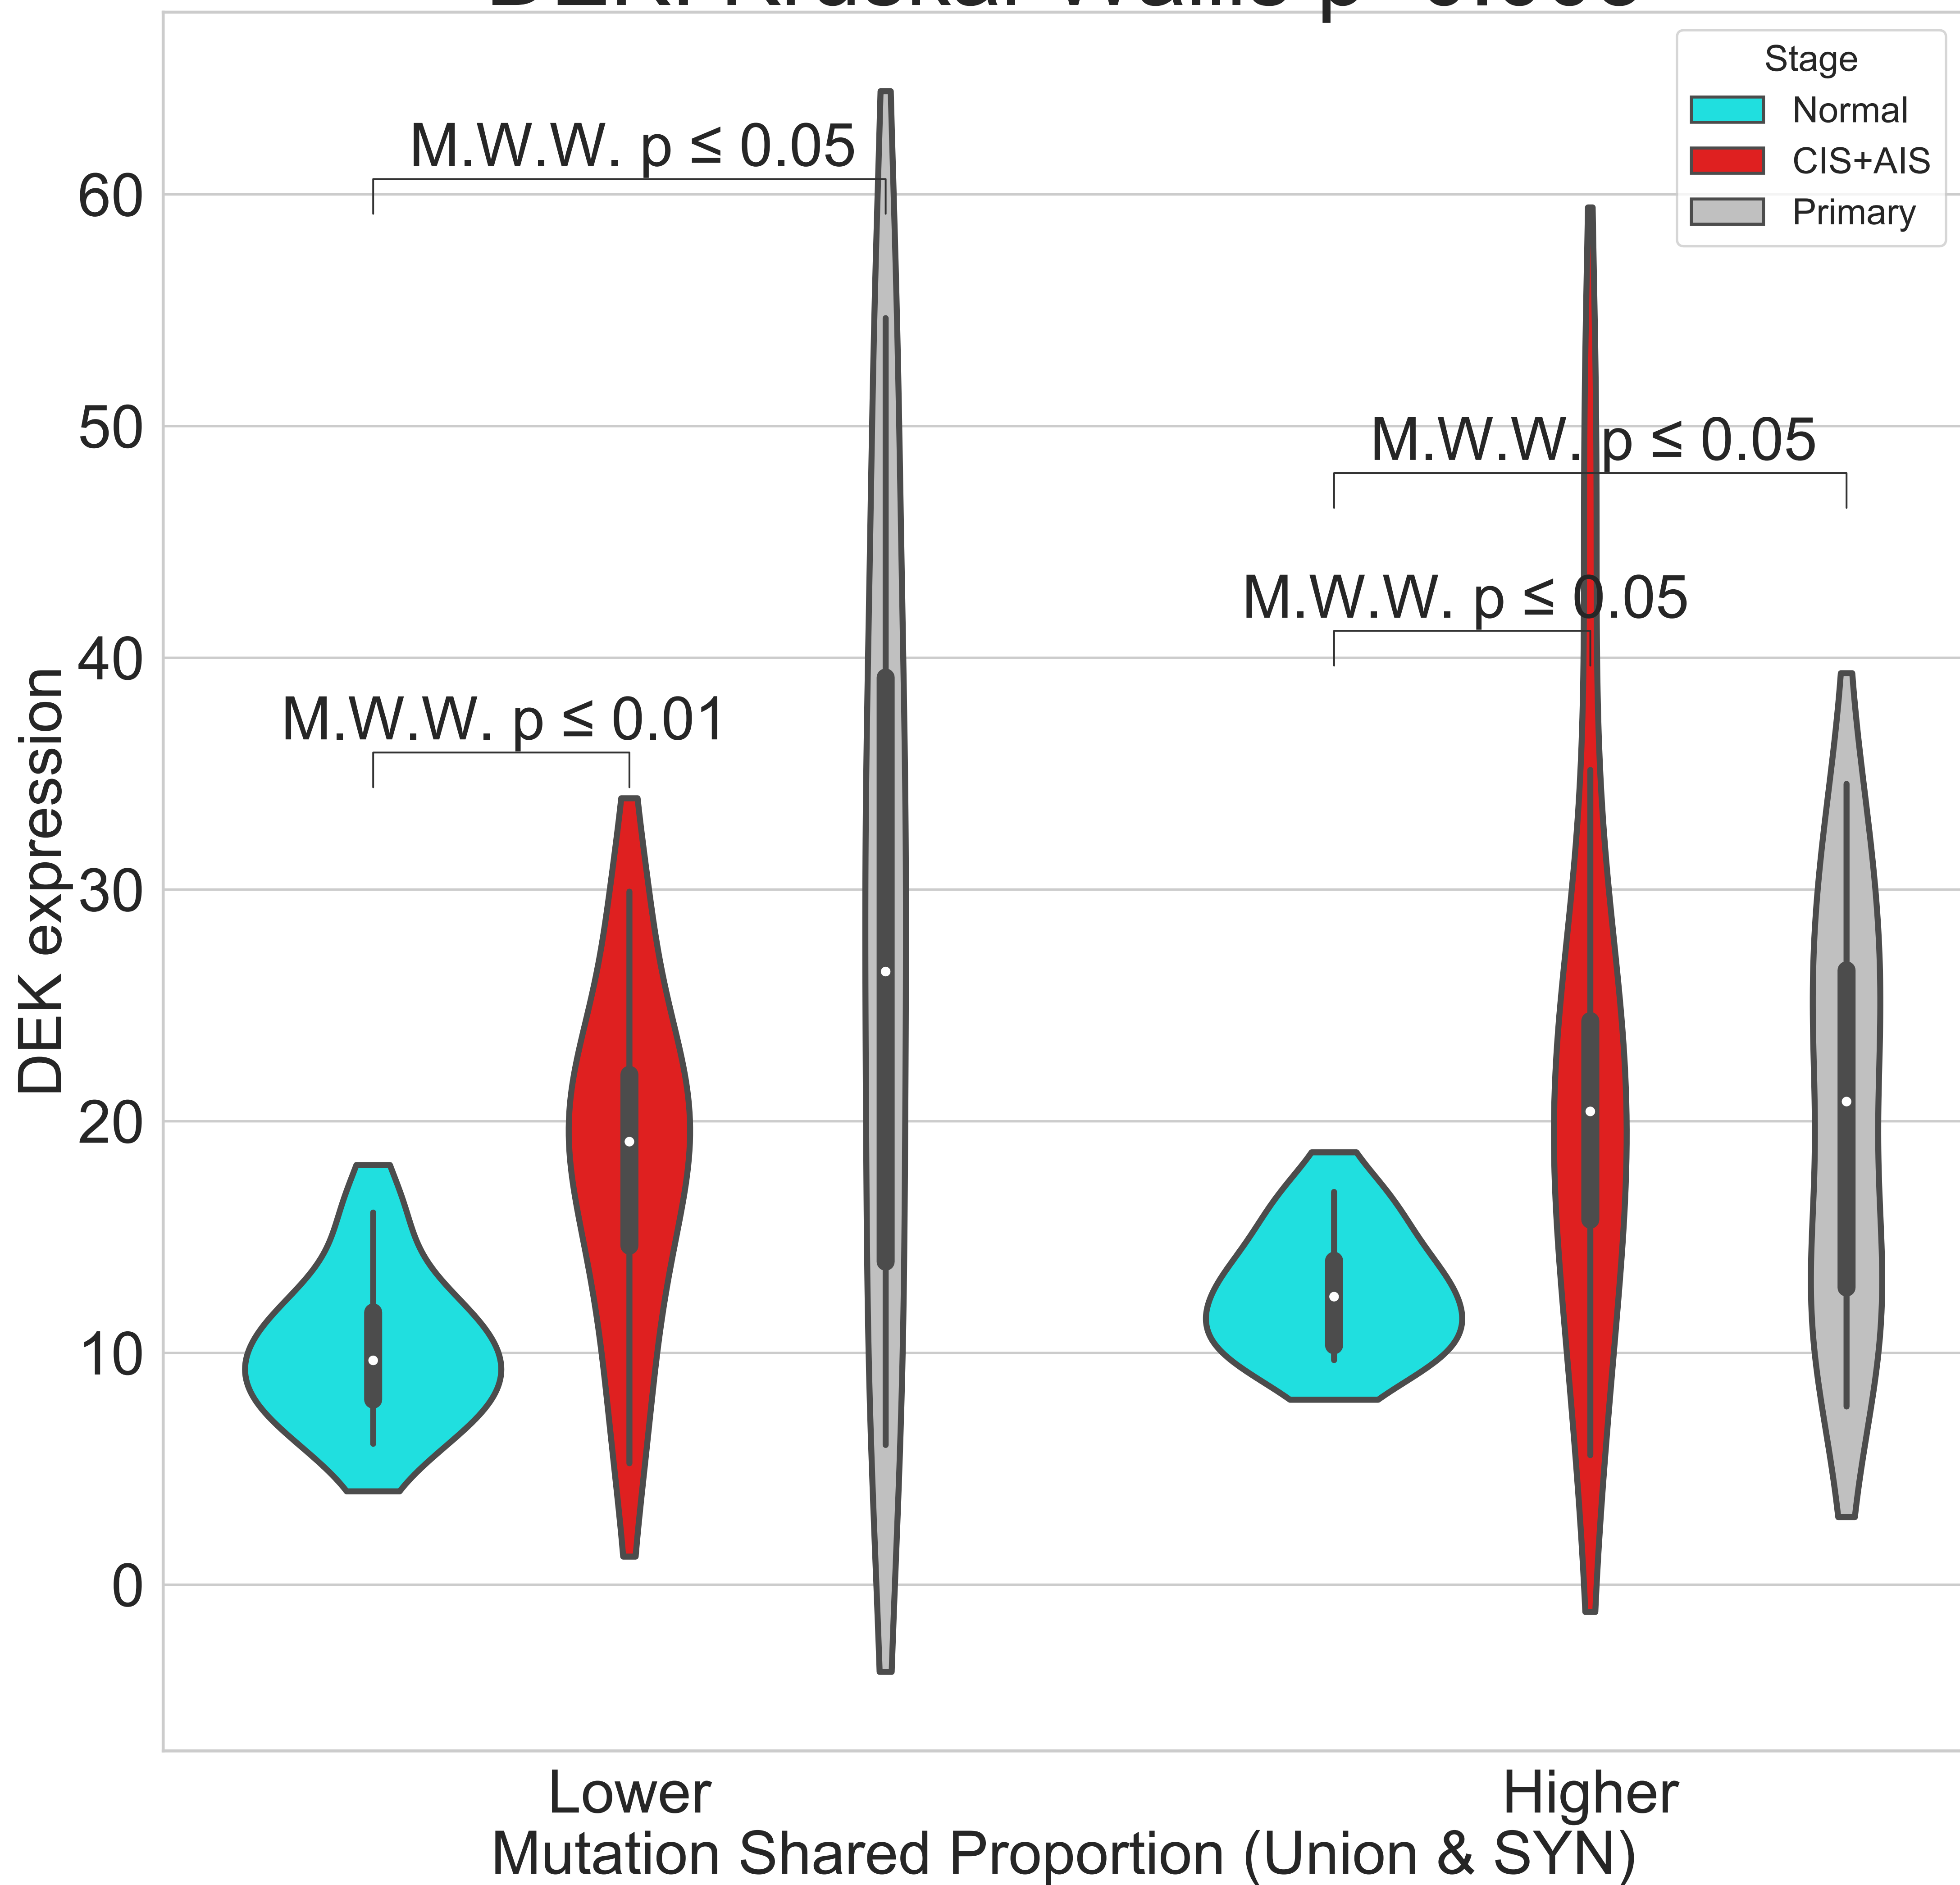 Stage
Normal
CIS+AIS
Primary
M.W.W. p ≤ 0.05
M.W.W. p ≤ 0.05
M.W.W. p ≤ 0.05
M.W.W. p ≤ 0.01
60
50
40
30
20
10
0
DEK expression
Lower
Higher
Mutation Shared Proportion (Union & SYN)